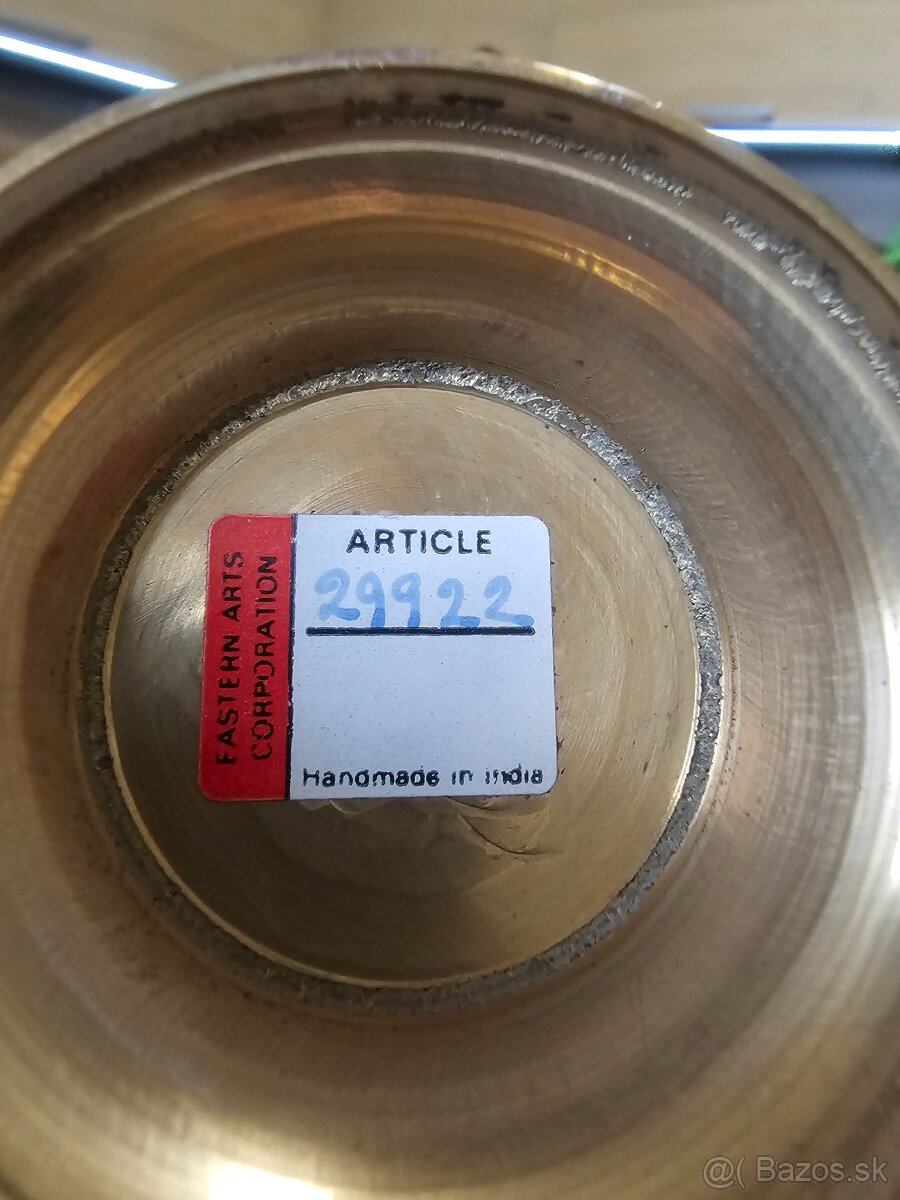 EASTERN ARTS
CORPORATION
ARTICLE
29922
Handmade in India
@( Bazos.sk